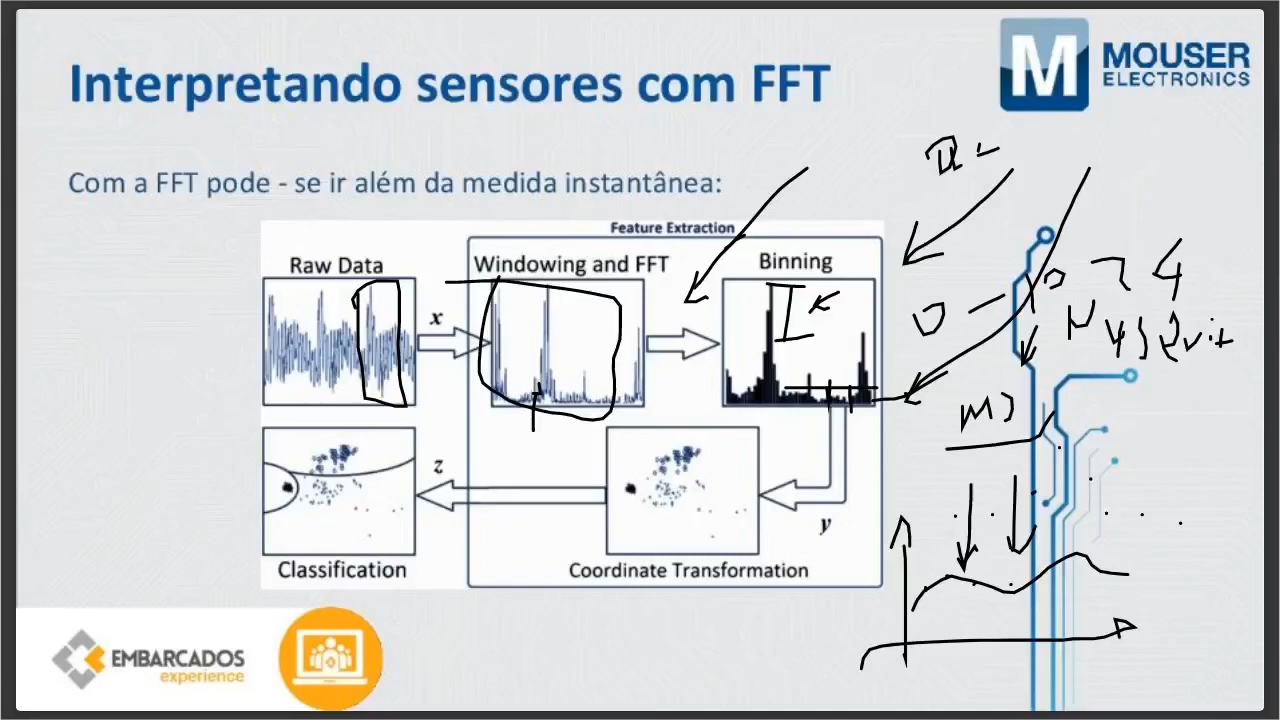 Interpretando sensores com FFT
M MOUSER
ELECTRONICS
Com a FFT pode - se ir além da medida instantânea:
Feature Extraction
Raw Data
Windowing and FFT
Binning
x
z
y
Classification
Coordinate Transformation
EMBARCADOS
experience